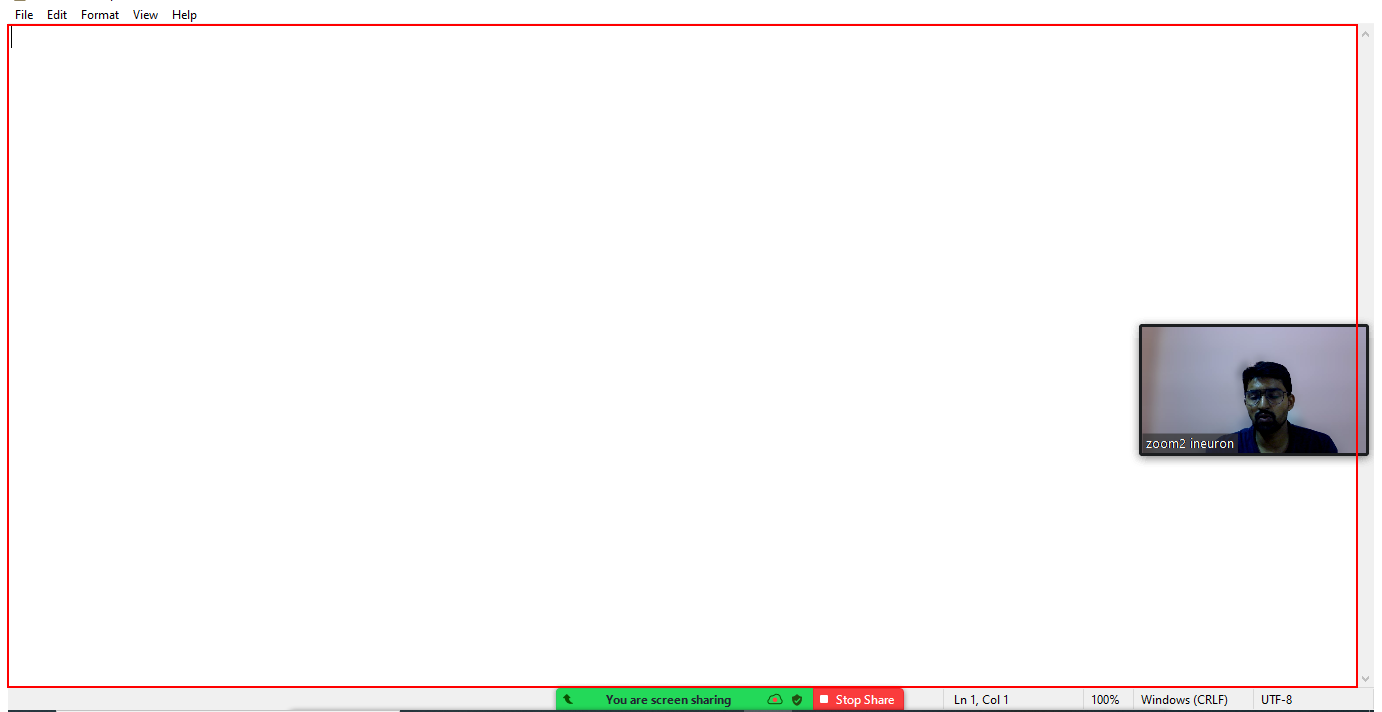 File Edit Format View Help
zoom2 ineuron
You are screen sharing Stop Share Ln 1, Col 1 100% Windows (CRLF) UTF-8